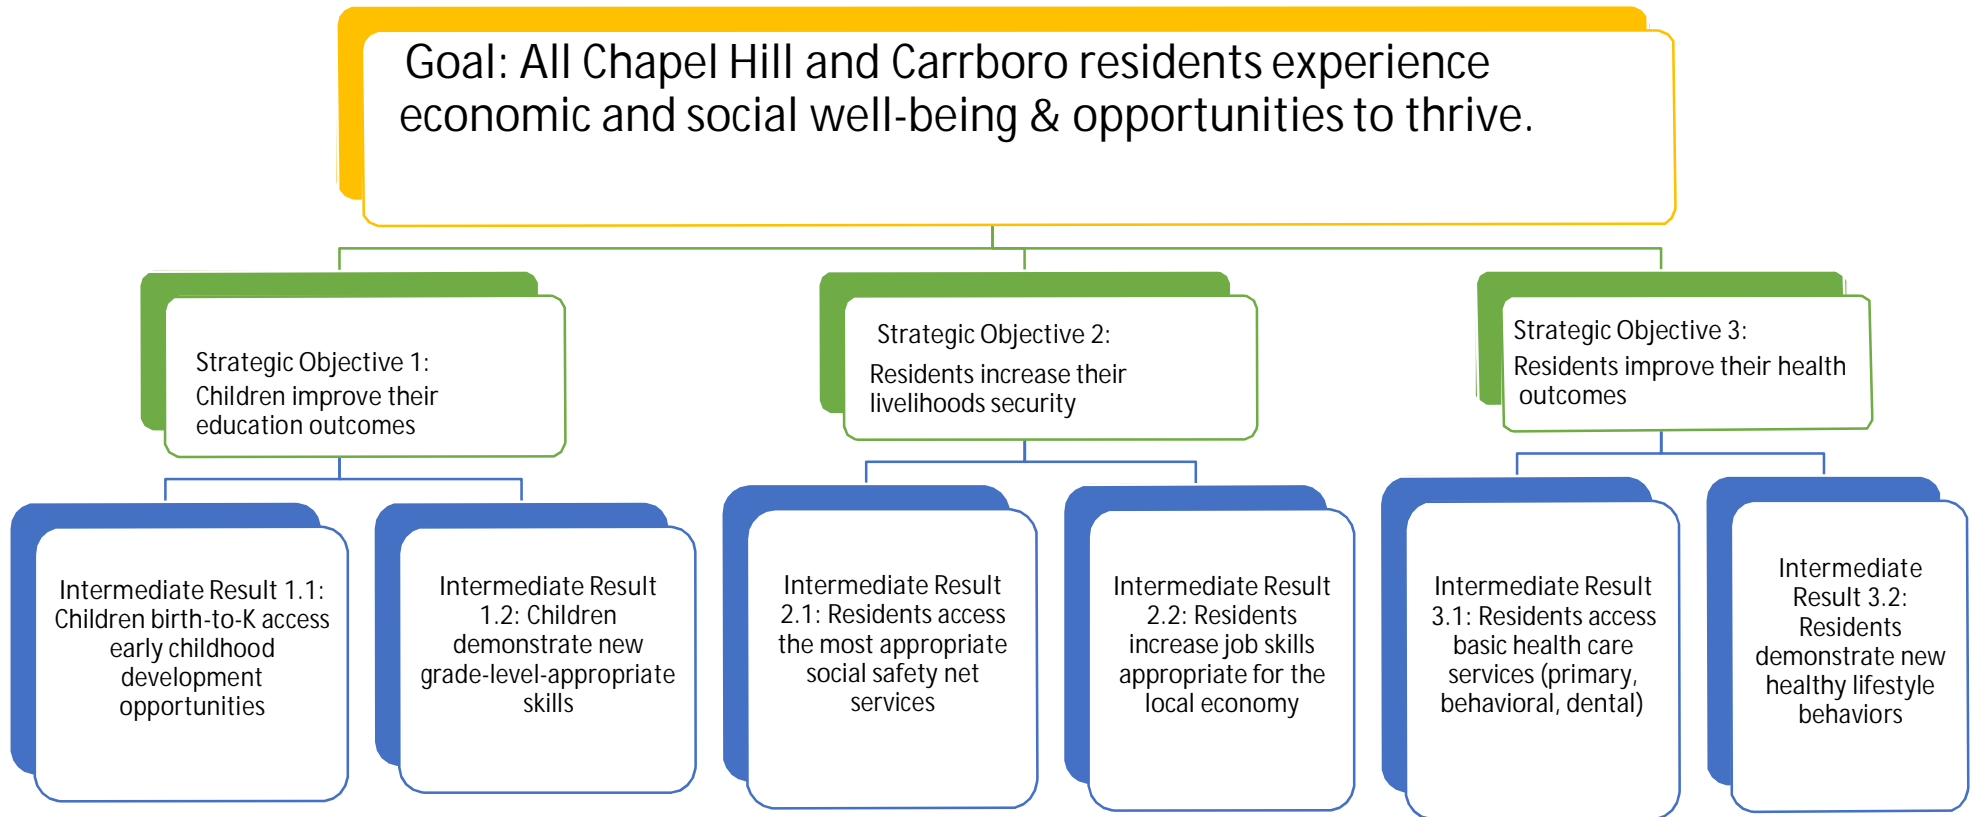 Goal: All Chapel Hill and Carrboro residents experience
economic and social well-being & opportunities to thrive.
Strategic Objective 1:
Children improve their
education outcomes
Strategic Objective 2:
Residents increase their
livelihoods security
Strategic Objective 3:
Residents improve their health
outcomes
Intermediate Result 1.1:
Children birth-to-K access
early childhood
development
opportunities
Intermediate Result
1.2: Children
demonstrate new
grade-level-appropriate
skills
Intermediate Result
2.1: Residents access
the most appropriate
social safety net
services
Intermediate Result
2.2: Residents
increase job skills
appropriate for the
local economy
Intermediate Result
3.1: Residents access
basic health care
services (primary,
behavioral, dental)
Intermediate
Result 3.2:
Residents
demonstrate new
healthy lifestyle
behaviors